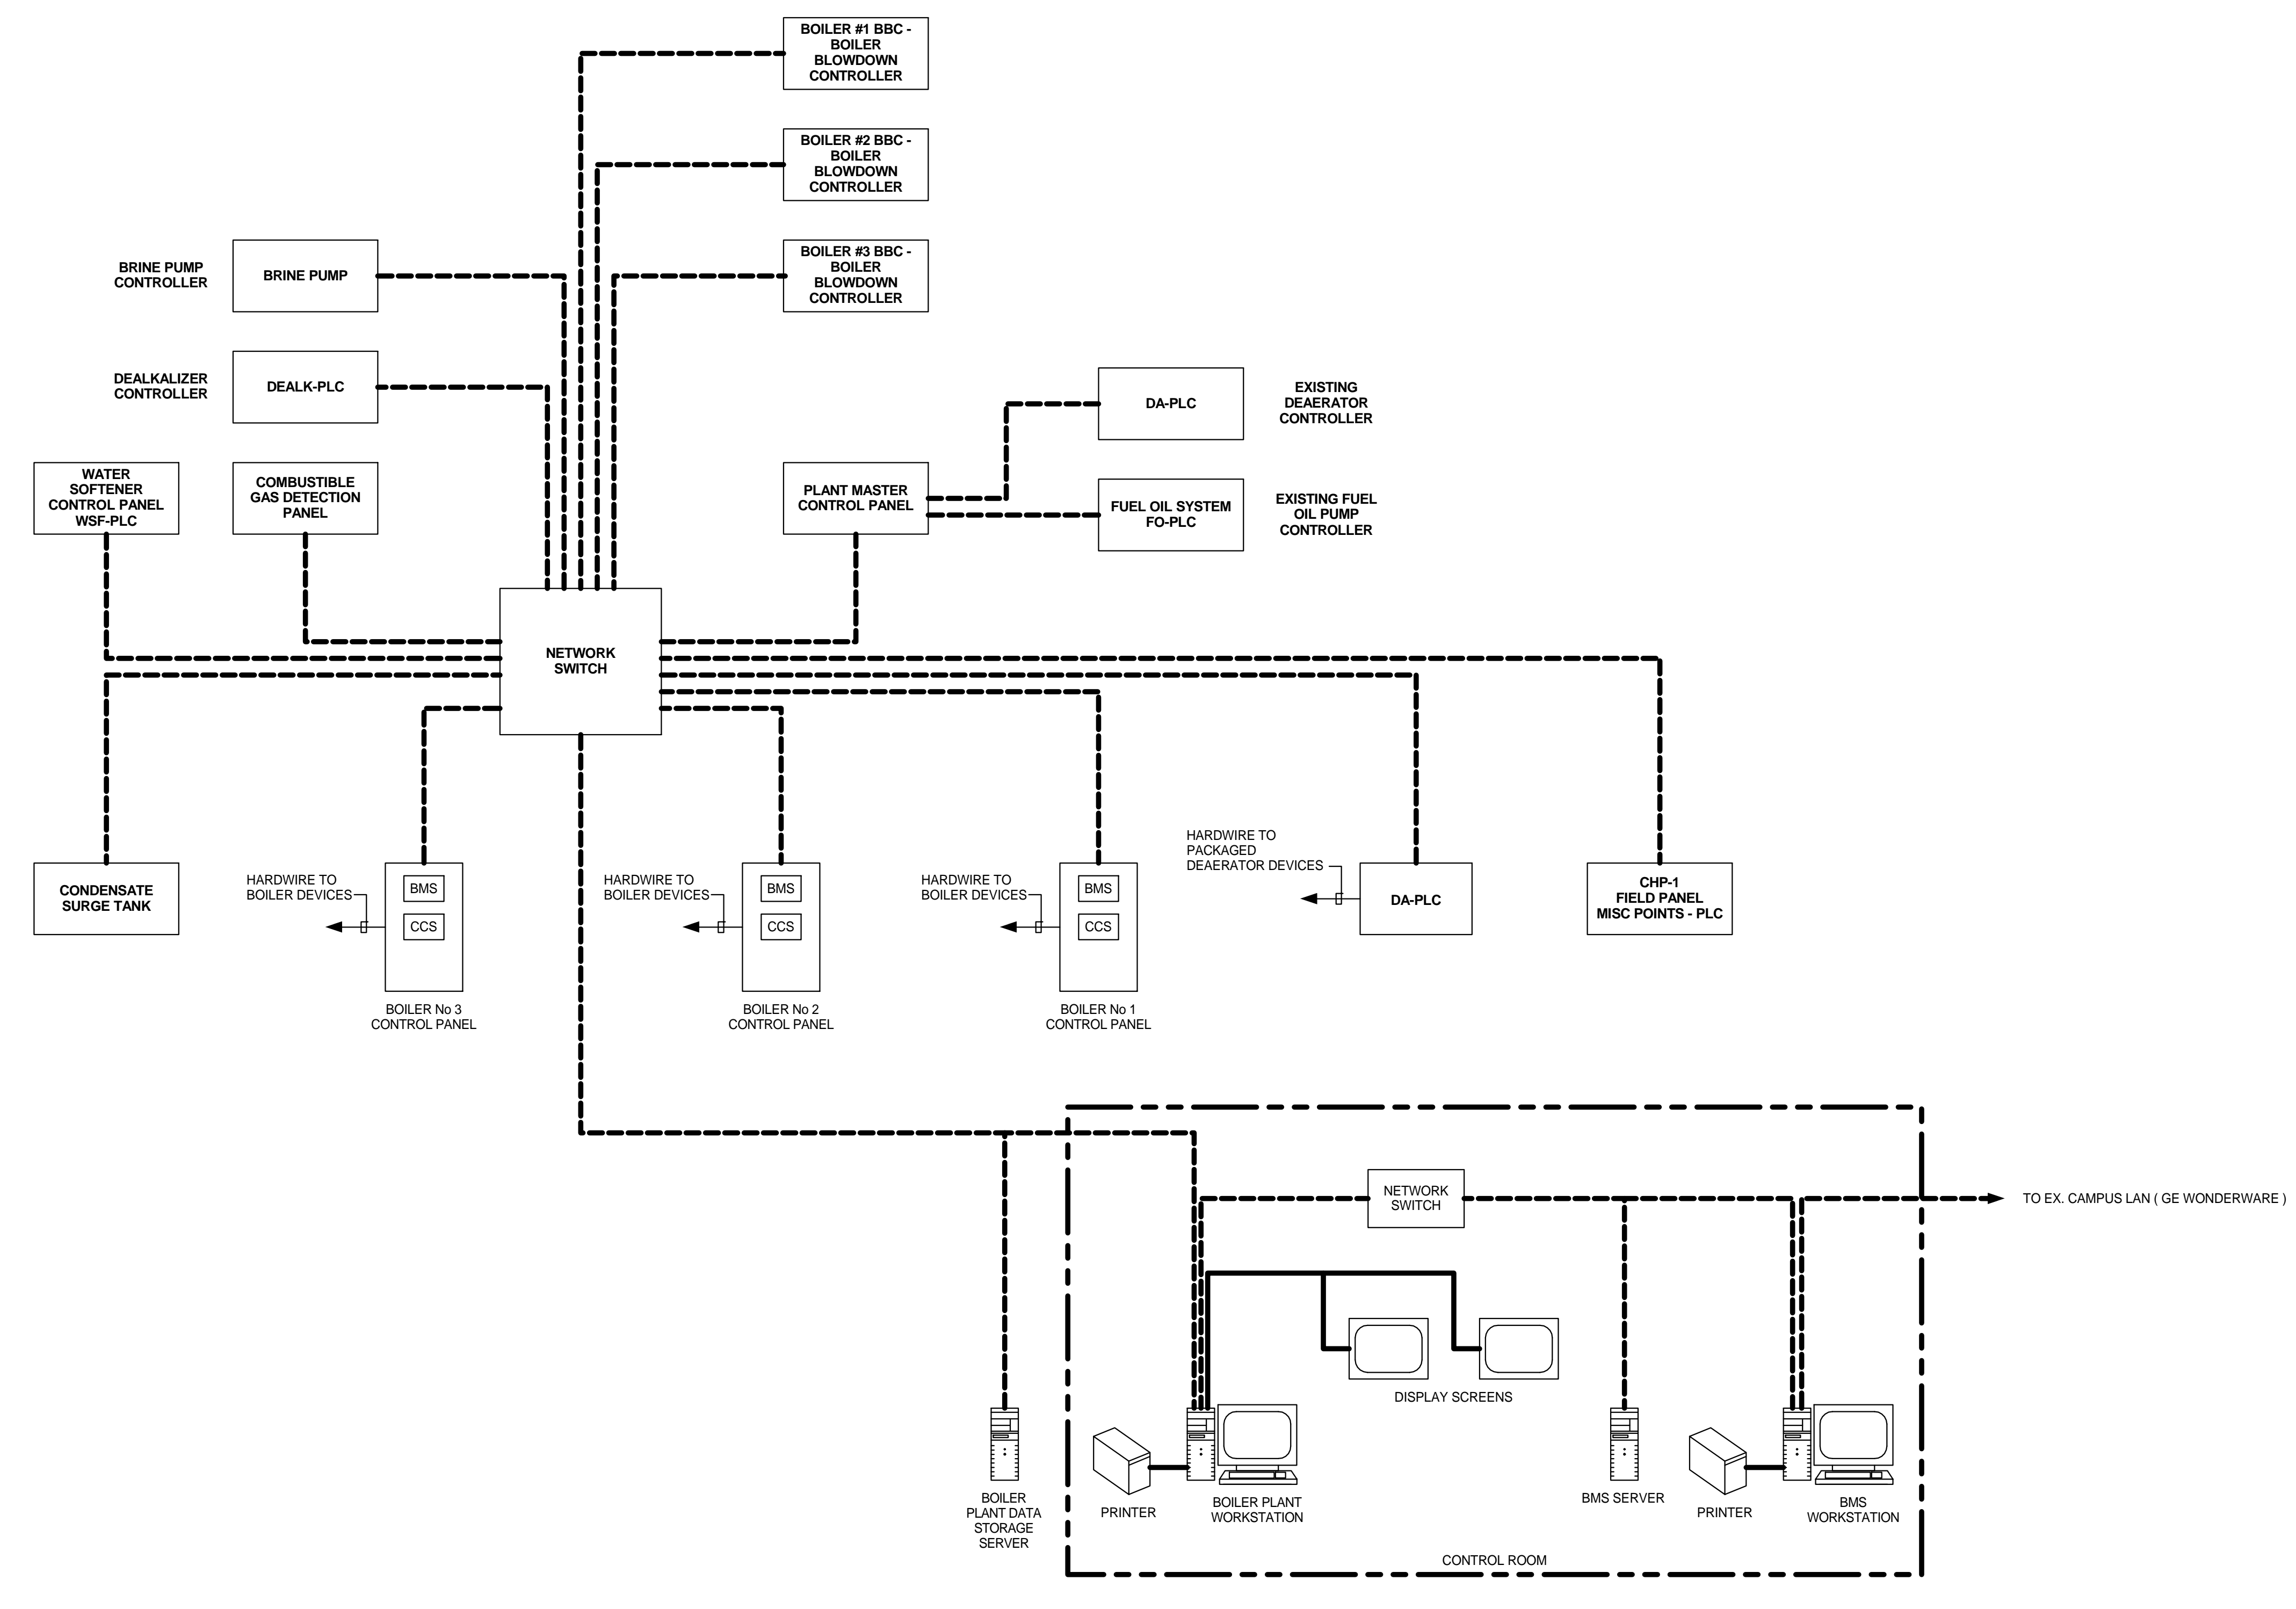 BOILER #1 BBC -
BOILER
BLOWDOWN
CONTROLLER
BOILER #2 BBC -
BOILER
BLOWDOWN
CONTROLLER
BRINE PUMP
CONTROLLER
BRINE PUMP
BOILER #3 BBC -
BOILER
BLOWDOWN
CONTROLLER
DEALKALIZER
CONTROLLER
DEALK-PLC
DA-PLC
EXISTING
DEAERATOR
CONTROLLER
WATER
SOFTENER
CONTROL PANEL
WSF-PLC
COMBUSTIBLE
GAS DETECTION
PANEL
PLANT MASTER
CONTROL PANEL
FUEL OIL SYSTEM
FO-PLC
EXISTING FUEL
OIL PUMP
CONTROLLER
NETWORK
SWITCH
CONDENSATE
SURGE TANK
HARDWIRE TO
BOILER DEVICES
BMS
CCS
BOILER No 3
CONTROL PANEL
HARDWIRE TO
BOILER DEVICES
BMS
CCS
BOILER No 2
CONTROL PANEL
HARDWIRE TO
BOILER DEVICES
BMS
CCS
BOILER No 1
CONTROL PANEL
HARDWIRE TO
PACKAGED
DEAERATOR DEVICES
DA-PLC
CHP-1
FIELD PANEL
MISC POINTS - PLC
NETWORK
SWITCH
TO EX. CAMPUS LAN ( GE WONDERWARE )
DISPLAY SCREENS
BOILER
PLANT DATA
STORAGE
SERVER
PRINTER
BOILER PLANT
WORKSTATION
BMS SERVER
PRINTER
BMS
WORKSTATION
CONTROL ROOM